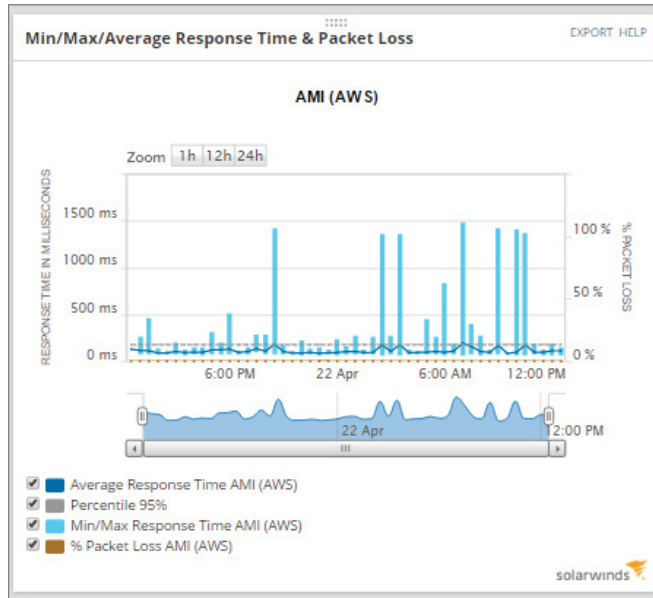 Min/Max/Average Response Time & Packet Loss
EXPORT HELP
AMI (AWS)
Zoom 1h 12h 24h
RESPONSE TIME IN MILLISECONDS
1500 ms
1000 ms
500 ms
0 ms
100 %
50 %
0 %
% PACKET LOSS
6:00 PM 22 Apr 6:00 AM 12:00 PM
22 Apr 12:00 PM
Average Response Time AMI (AWS)
Percentile 95%
Min/Max Response Time AMI (AWS)
% Packet Loss AMI (AWS)
solarwinds